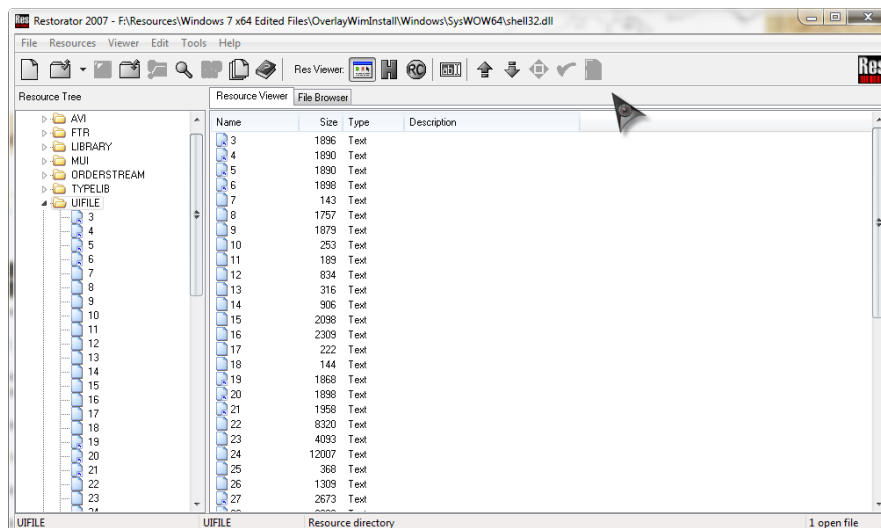 Res Restorator 2007 - F:\Resources\Windows 7 x64 Edited Files\OverlayWimInstall\Windows\SysWOW64\shell32.dll
File Resources Viewer Edit Tools Help
Res Viewer: H RC Res
Resource Tree
Resource Viewer File Browser
AVI
FTR
LIBRARY
MUI
ORDERSTREAM
TYPELIB
UIFILE
3
4
5
6
7
8
9
10
11
12
13
14
15
16
17
18
19
20
21
22
23
24
Name Size Type Description
3 1896 Text
4 1890 Text
5 1890 Text
6 1898 Text
7 143 Text
8 1757 Text
9 1879 Text
10 253 Text
11 189 Text
12 834 Text
13 316 Text
14 906 Text
15 2098 Text
16 2309 Text
17 222 Text
18 144 Text
19 1868 Text
20 1898 Text
21 1958 Text
22 8320 Text
23 4093 Text
24 12007 Text
25 368 Text
26 1309 Text
27 2673 Text
UIFILE UIFILE Resource directory 1 open file